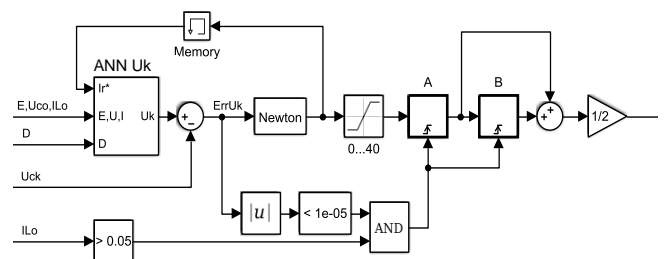 Memory
ANN Uk
A
B
Ir*
E,Uco,ILo
E,U,I
Uk
ErrUk
Newton
1/2
D
D
0...40
Uck
|u|
< 1e-05
AND
ILo
> 0.05